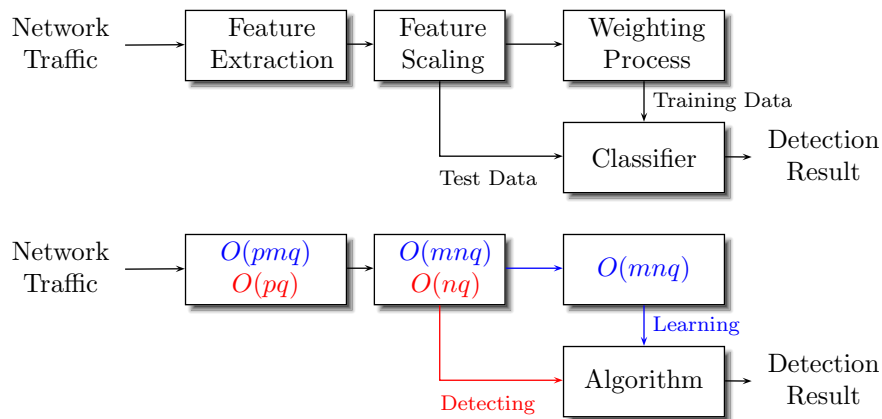 Network
Traffic
Feature
Extraction
Feature
Scaling
Weighting
Process
Training Data
Test Data
Classifier
Detection
Result
Network
Traffic
O(pmq)
O(pq)
O(mnq)
O(nq)
O(mnq)
Learning
Detecting
Algorithm
Detection
Result